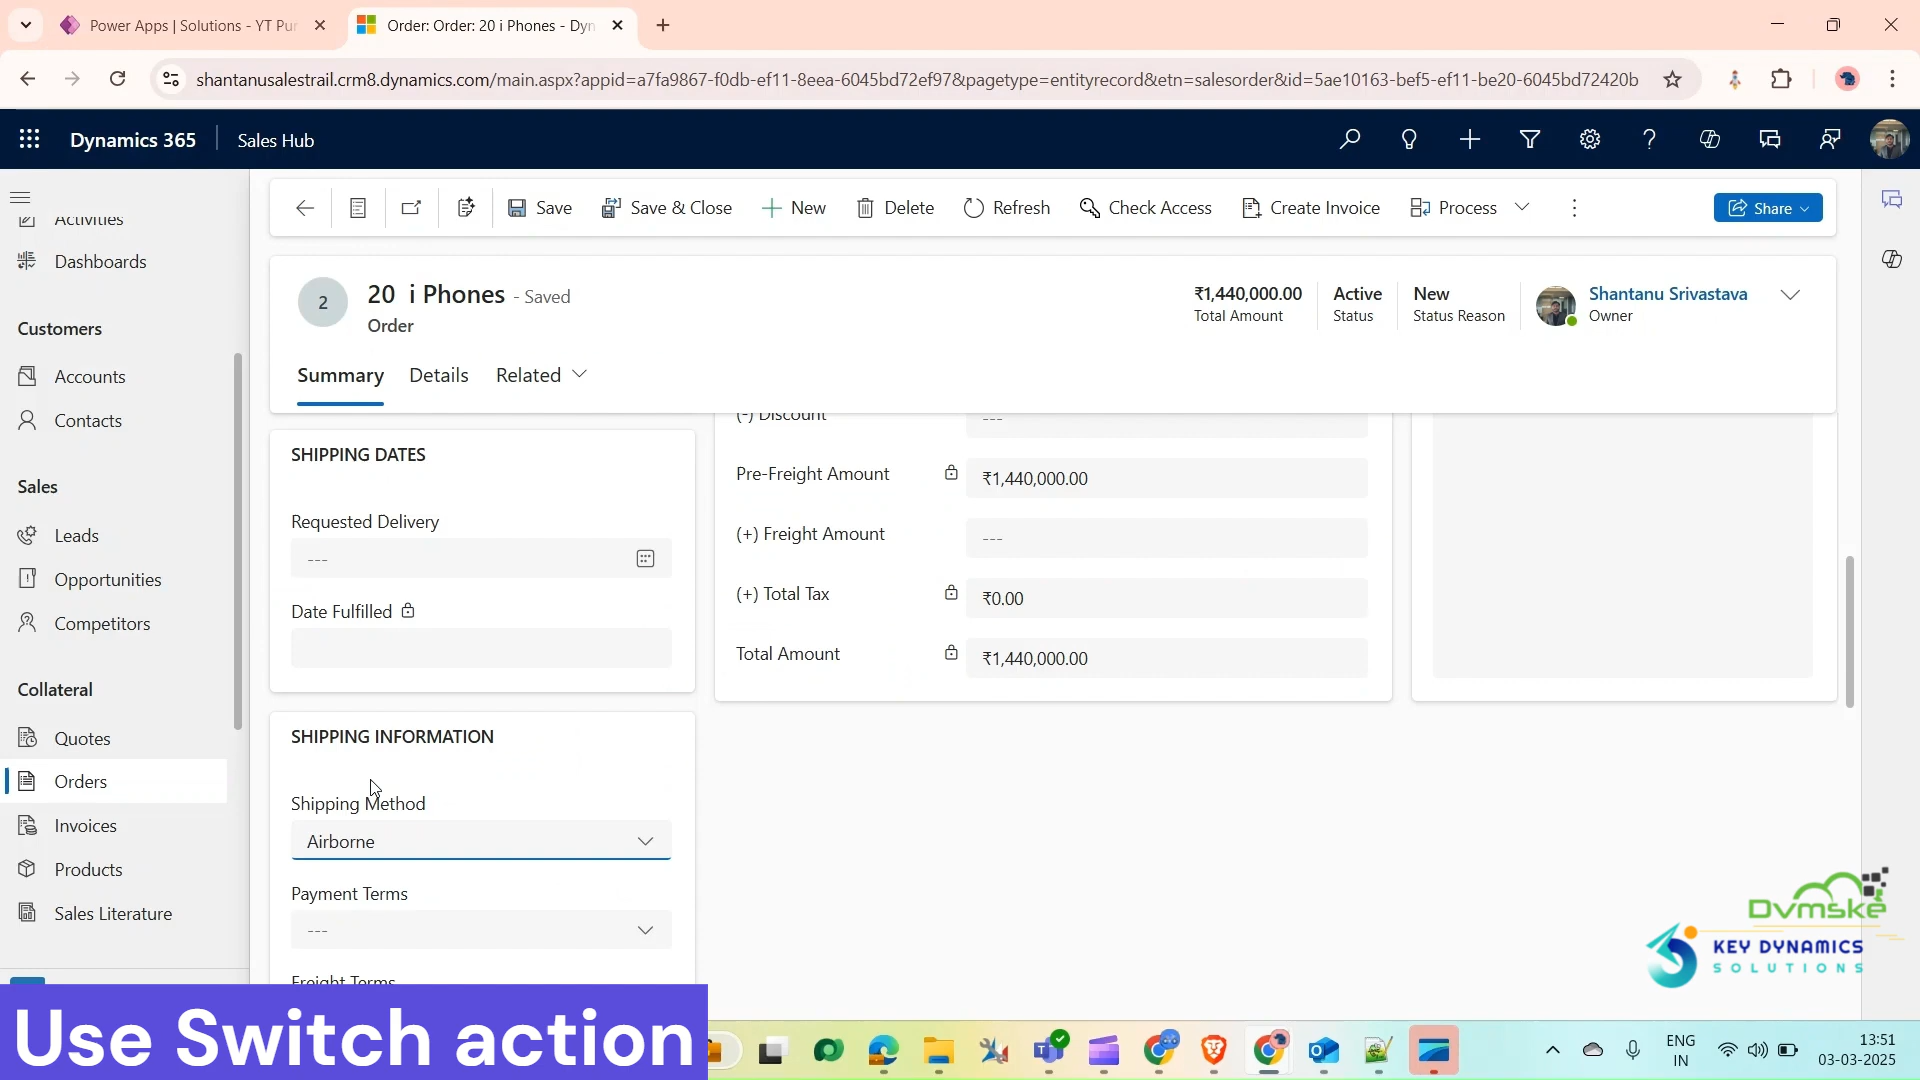 Power Apps | Solutions - YT Pur
Order: Order: 20 i Phones - Dyn
shantanusalestrail.crm8.dynamics.com/main.aspx?appid=a7fa9867-f0db-ef11-8eea-6045bd72ef97&pagetype=entityrecord&etn=salesorder&id=5ae10163-bef5-ef11-be20-6045bd72420b
Dynamics 365
Sales Hub
Save
Save & Close
New
Delete
Refresh
Check Access
Create Invoice
Process
Share
2
20 i Phones - Saved
Order
₹1,440,000.00
Total Amount
Active
Status
New
Status Reason
Shantanu Srivastava
Owner
Summary
Details
Related
Activities
Dashboards
Customers
Accounts
Contacts
Sales
Leads
Opportunities
Competitors
Collateral
Quotes
Orders
Invoices
Products
Sales Literature
SHIPPING DATES
Requested Delivery
---
Date Fulfilled
SHIPPING INFORMATION
Shipping Method
Airborne
Payment Terms
---
Freight Terms
(-) Discount
---
Pre-Freight Amount
₹1,440,000.00
(+) Freight Amount
---
(+) Total Tax
₹0.00
Total Amount
₹1,440,000.00
Dvmske
KEY DYNAMICS
SOLUTIONS
Use Switch action
ENG
IN
13:51
03-03-2025